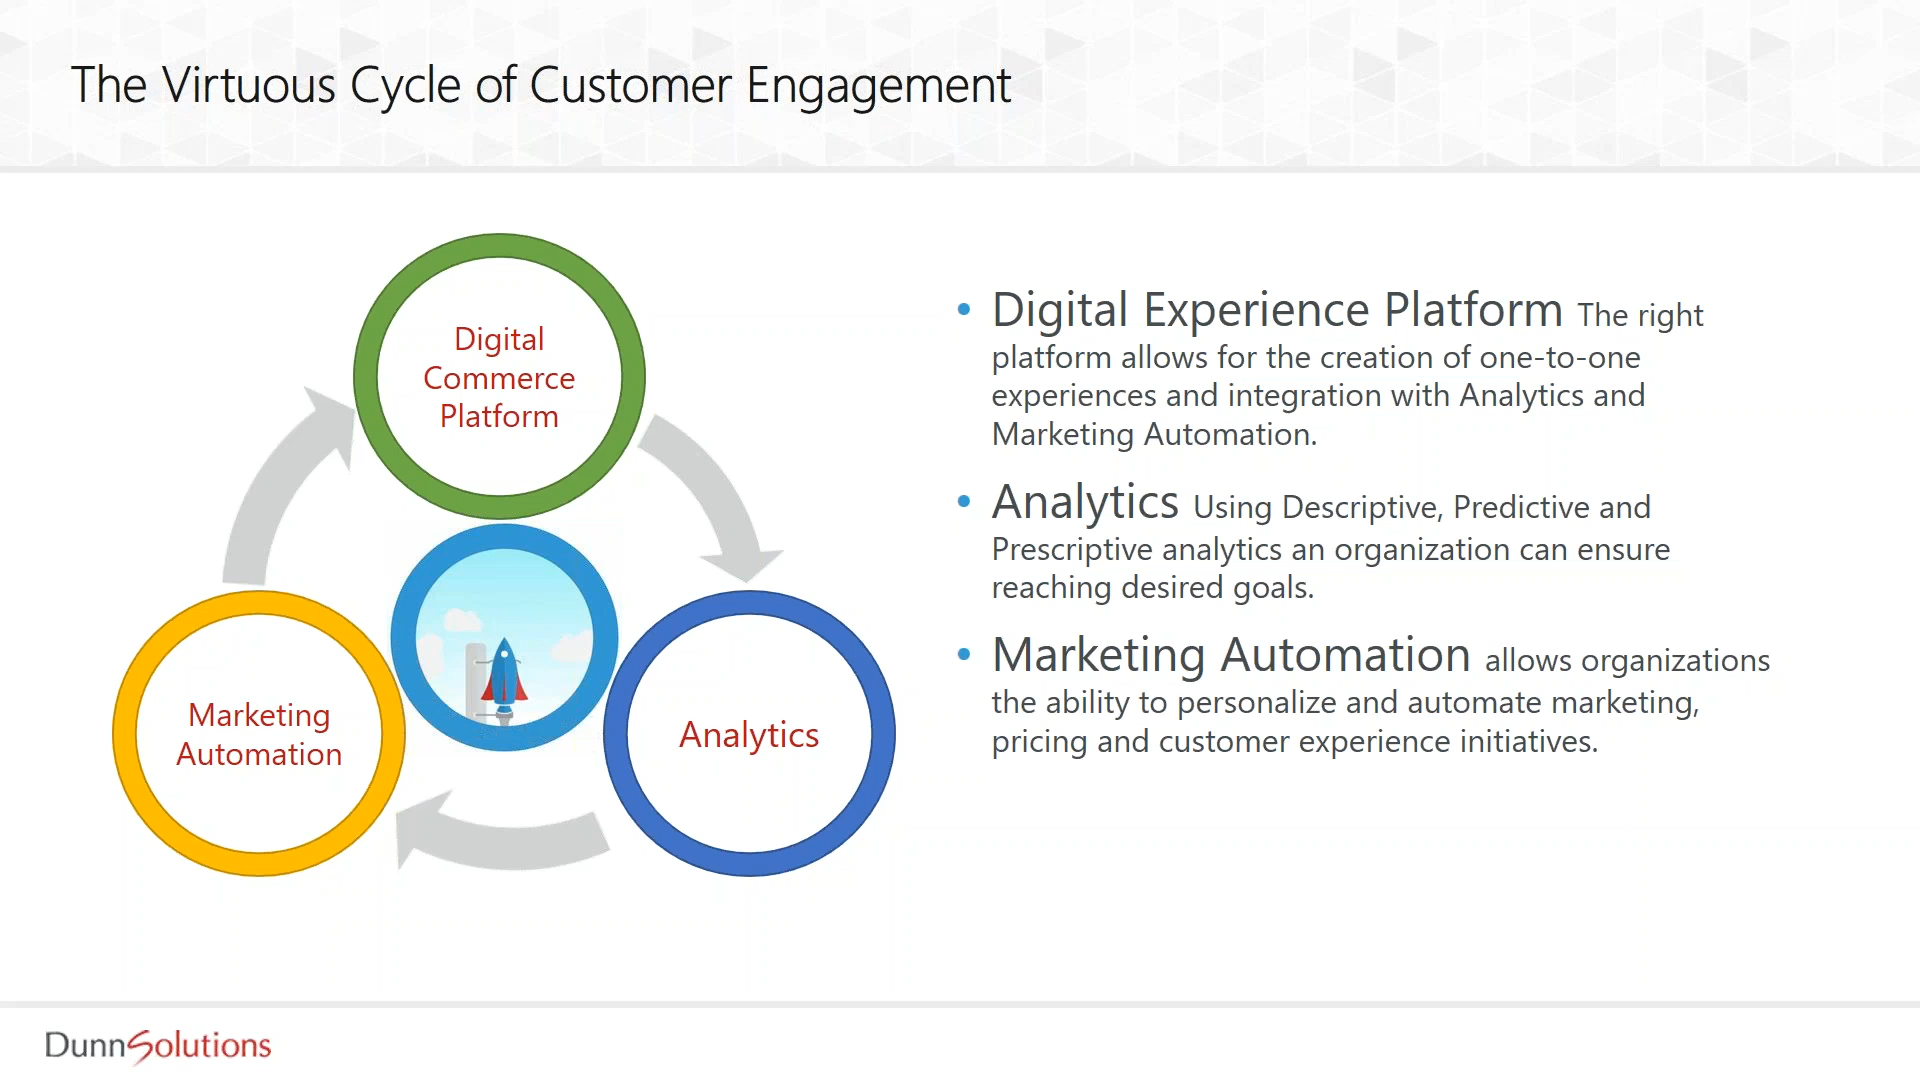 The Virtuous Cycle of Customer Engagement
Digital
Commerce
Platform
Marketing
Automation
Analytics
• Digital Experience Platform The right
platform allows for the creation of one-to-one
experiences and integration with Analytics and
Marketing Automation.
• Analytics Using Descriptive, Predictive and
Prescriptive analytics an organization can ensure
reaching desired goals.
• Marketing Automation allows organizations
the ability to personalize and automate marketing,
pricing and customer experience initiatives.
DunnSolutions